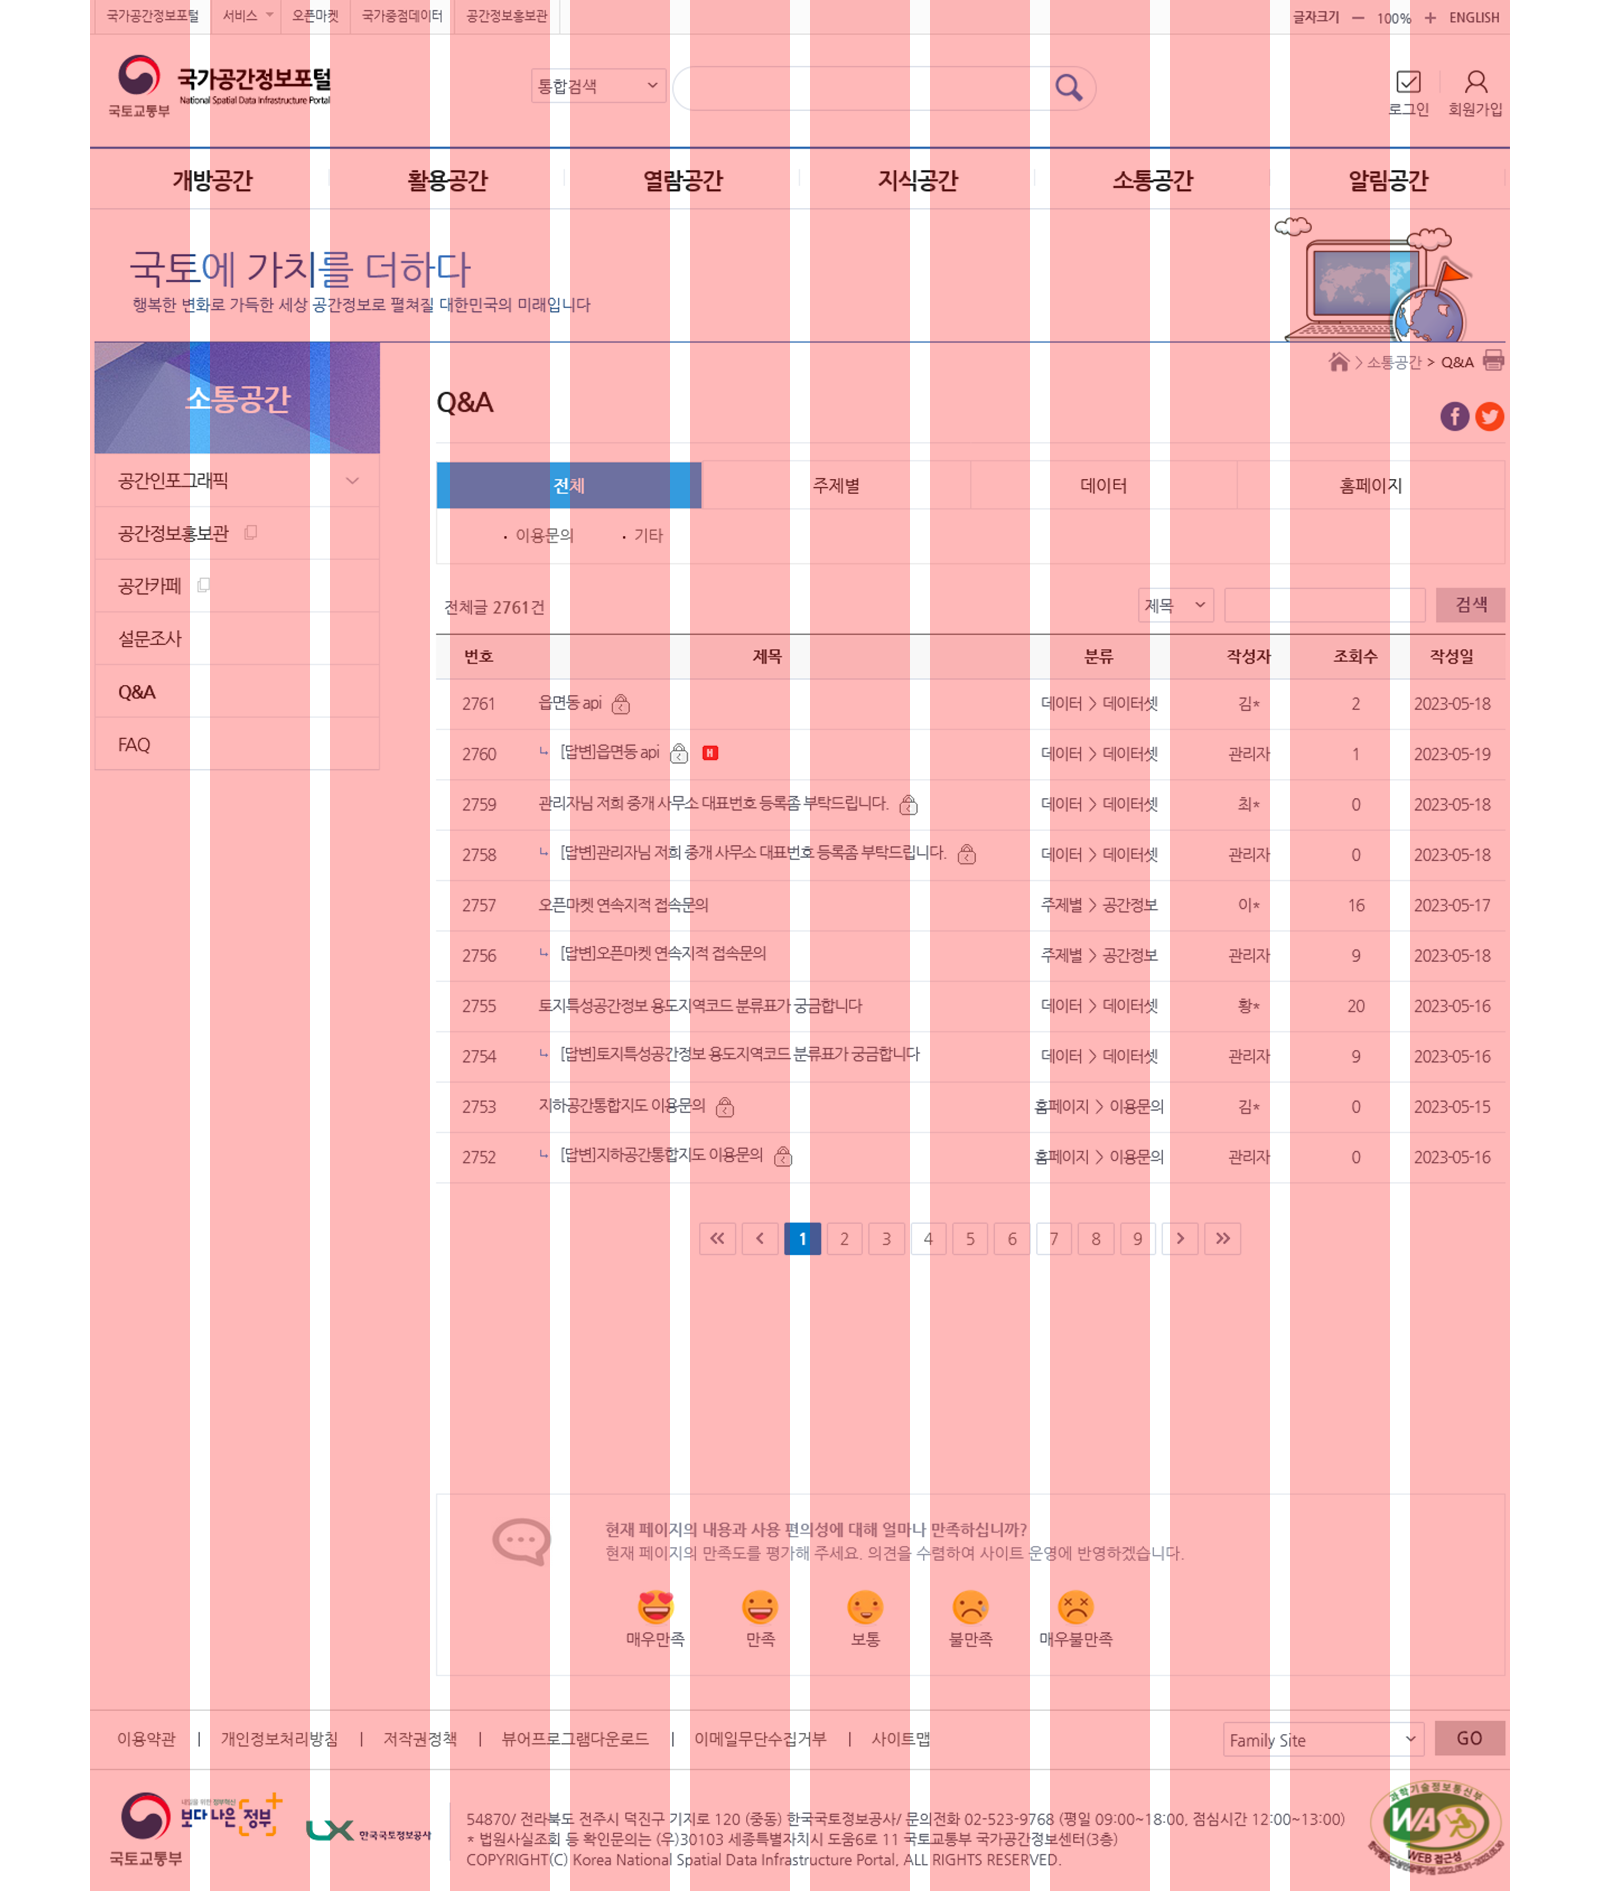 국가공간정보포털 서비스 오픈마켓 국가중점데이터 공간정보홍보관 글자크기 100% ENGLISH
국토교통부 국가공간정보포털
National Spatial Data Infrastructure Portal
통합검색
로그인 회원가입
개방공간 활용공간 열람공간 지식공간 소통공간 알림공간
국토에 가치를 더하다
행복한 변화로 가득한 세상 공간정보로 펼쳐질 대한민국의 미래입니다
> 소통공간 > Q&A
소통공간
공간인포그래픽
공간정보홍보관
공간카페
설문조사
Q&A
FAQ
Q&A
전체 주제별 데이터 홈페이지
· 이용문의 · 기타
전체글 2761건 제목 검색
번호 제목 분류 작성자 조회수 작성일
2761 읍면동 api 데이터 > 데이터셋 김* 2 2023-05-18
2760 [답변]읍면동 api H 데이터 > 데이터셋 관리자 1 2023-05-19
2759 관리자님 저희 중개 사무소 대표번호 등록좀 부탁드립니다. 데이터 > 데이터셋 최* 0 2023-05-18
2758 [답변]관리자님 저희 중개 사무소 대표번호 등록좀 부탁드립니다. 데이터 > 데이터셋 관리자 0 2023-05-18
2757 오픈마켓 연속지적 접속문의 주제별 > 공간정보 이* 16 2023-05-17
2756 [답변]오픈마켓 연속지적 접속문의 주제별 > 공간정보 관리자 9 2023-05-18
2755 토지특성공간정보 용도지역코드 분류표가 궁금합니다 데이터 > 데이터셋 황* 20 2023-05-16
2754 [답변]토지특성공간정보 용도지역코드 분류표가 궁금합니다 데이터 > 데이터셋 관리자 9 2023-05-16
2753 지하공간통합지도 이용문의 홈페이지 > 이용문의 김* 0 2023-05-15
2752 [답변]지하공간통합지도 이용문의 홈페이지 > 이용문의 관리자 0 2023-05-16
1 2 3 4 5 6 7 8 9
현재 페이지의 내용과 사용 편의성에 대해 얼마나 만족하십니까?
현재 페이지의 만족도를 평가해 주세요. 의견을 수렴하여 사이트 운영에 반영하겠습니다.
매우만족 만족 보통 불만족 매우불만족
이용약관 | 개인정보처리방침 | 저작권정책 | 뷰어프로그램다운로드 | 이메일무단수집거부 | 사이트맵 Family Site GO
국토교통부
내일을 위한 정부혁신
보다 나은 정부
LX 한국국토정보공사
54870/ 전라북도 전주시 덕진구 기지로 120 (중동) 한국국토정보공사/ 문의전화 02-523-9768 (평일 09:00~18:00, 점심시간 12:00~13:00)
* 법원사실조회 등 확인문의는 (우)30103 세종특별자치시 도움6로 11 국토교통부 국가공간정보센터(3층)
COPYRIGHT(C) Korea National Spatial Data Infrastructure Portal, ALL RIGHTS RESERVED.
과학기술정보통신부
WA
WEB 접근성